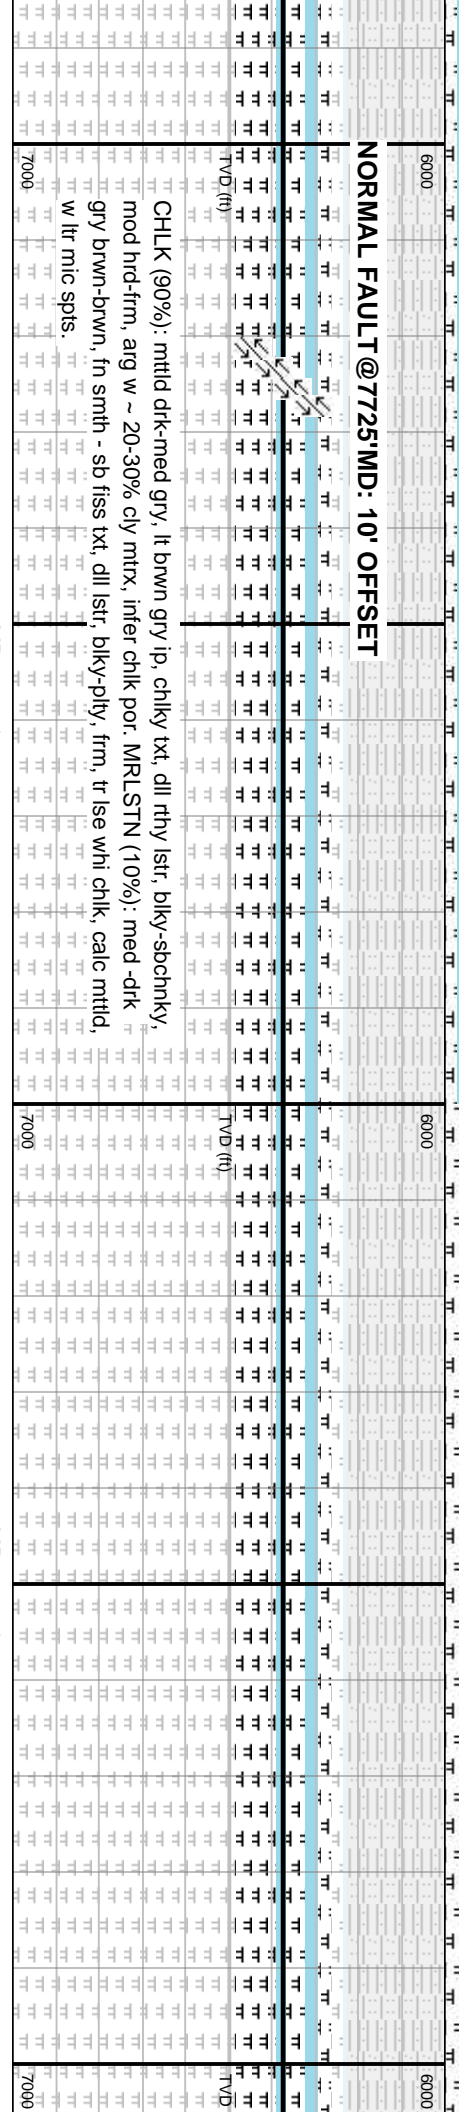 6000
NORMAL FAULT@7725'MD: 10' OFFSET
TVD (ft)
7000
CHLK (90%): mttld drk-med gry, lt brwn gry ip, chlky txt, dll rthy lstr, blky-sbchnky,
mod hrd-frm, arg w ~ 20-30% cly mtrx, infer chlk por. MRLSTN (10%): med -drk
gry brwn-brwn, fn smth - sb fiss txt, dll lstr, blky-plty, frm, tr lse whi chlk, calc mttld,
w ltr mic spts.
6000
TVD (ft)
7000
6000
TVD
7000